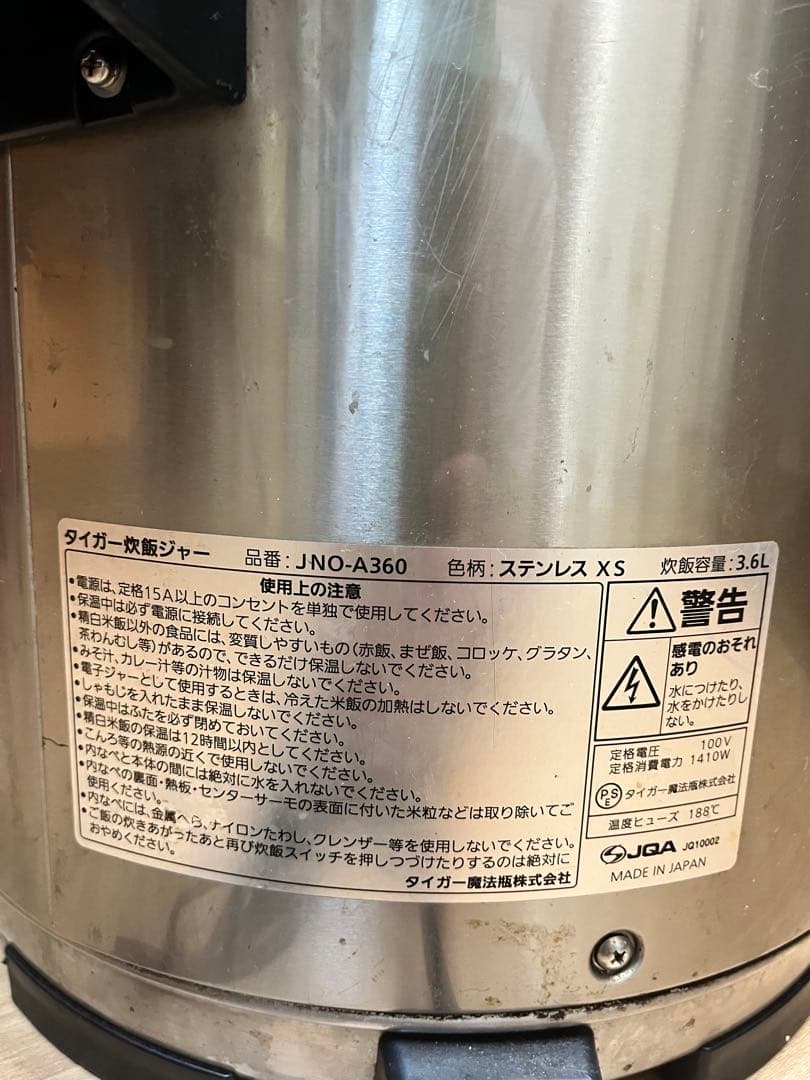 タイガー炊飯ジャー 品番：JNO-A360 色柄：ステンレス XS 炊飯容量：3.6L
使用上の注意
•電源は、定格15A以上のコンセントを単独で使用してください。
•保温中は必ず電源に接続してください。
•精白米飯以外の食品には、変質しやすいもの(赤飯、まぜ飯、コロッケ、グラタン、
茶わんむし等)があるので、できるだけ保温しないでください。
•みそ汁、カレー汁等の汁物は保温しないでください。
•電子ジャーとして使用するときは、冷えた米飯の加熱はしないでください。
•しゃもじを入れたまま保温しないでください。
•保温中はふたを必ず閉めておいてください。
•精白米飯の保温は12時間以内としてください。
•こんろ等の熱源の近くで使用しないでください。
•内なべと本体の間には絶対に水を入れないでください。
•内なべの裏面・熱板・センターサーモの表面に付いた米粒などは取り除いてご
使用ください。
•内なべには、金属へら、ナイロンたわし、クレンザー等を使用しないでください。
•ご飯の炊きあがったあと再び炊飯スイッチを押しつづけたりするのは絶対に
おやめください。
タイガー魔法瓶株式会社
警告
感電のおそれ
あり
水につけたり、
水をかけたりし
ない。
定格電圧 100V
定格消費電力 1410W
PSE タイガー魔法瓶株式会社
温度ヒューズ 188℃
JQA JQ10002
MADE IN JAPAN